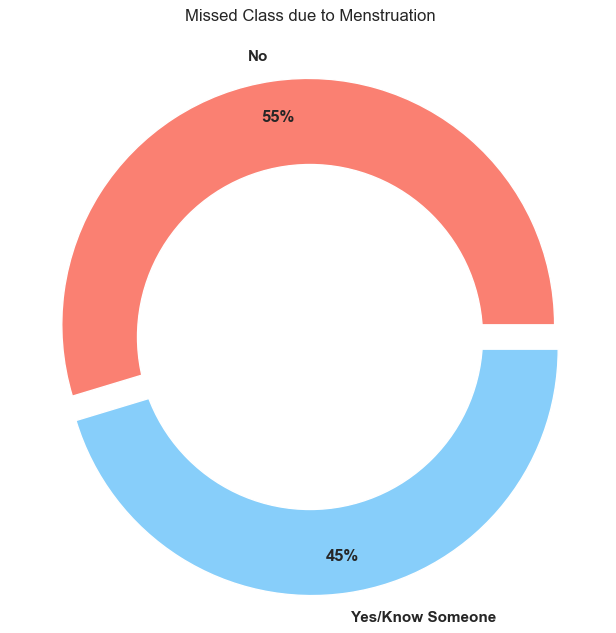 Missed Class due to Menstruation
No
55%
45%
Yes/Know Someone